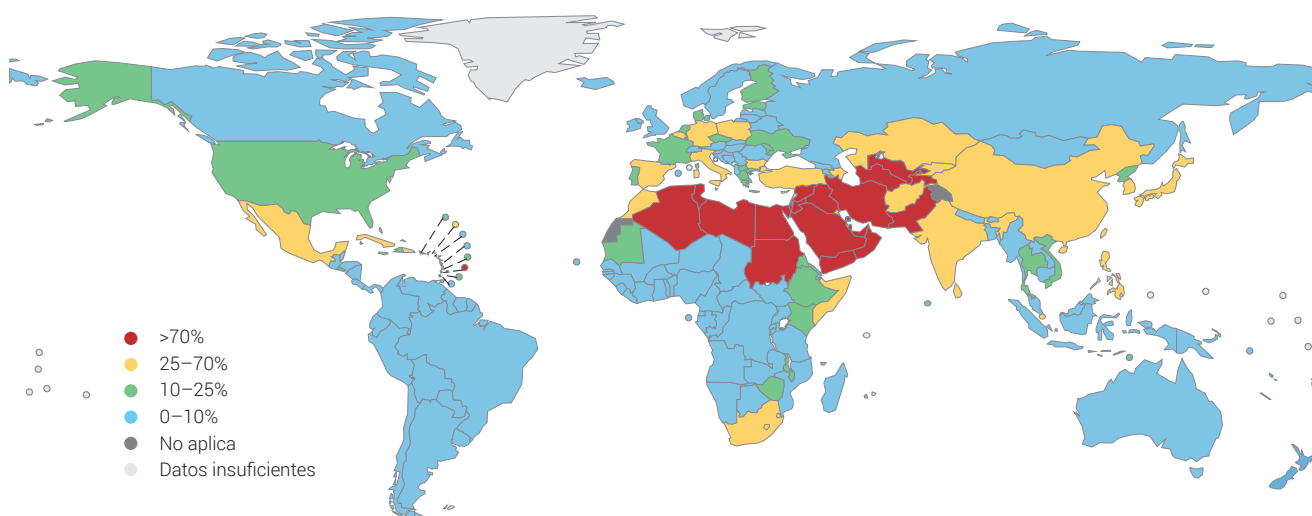 >70%
25–70%
10–25%
0–10%
No aplica
Datos insuficientes